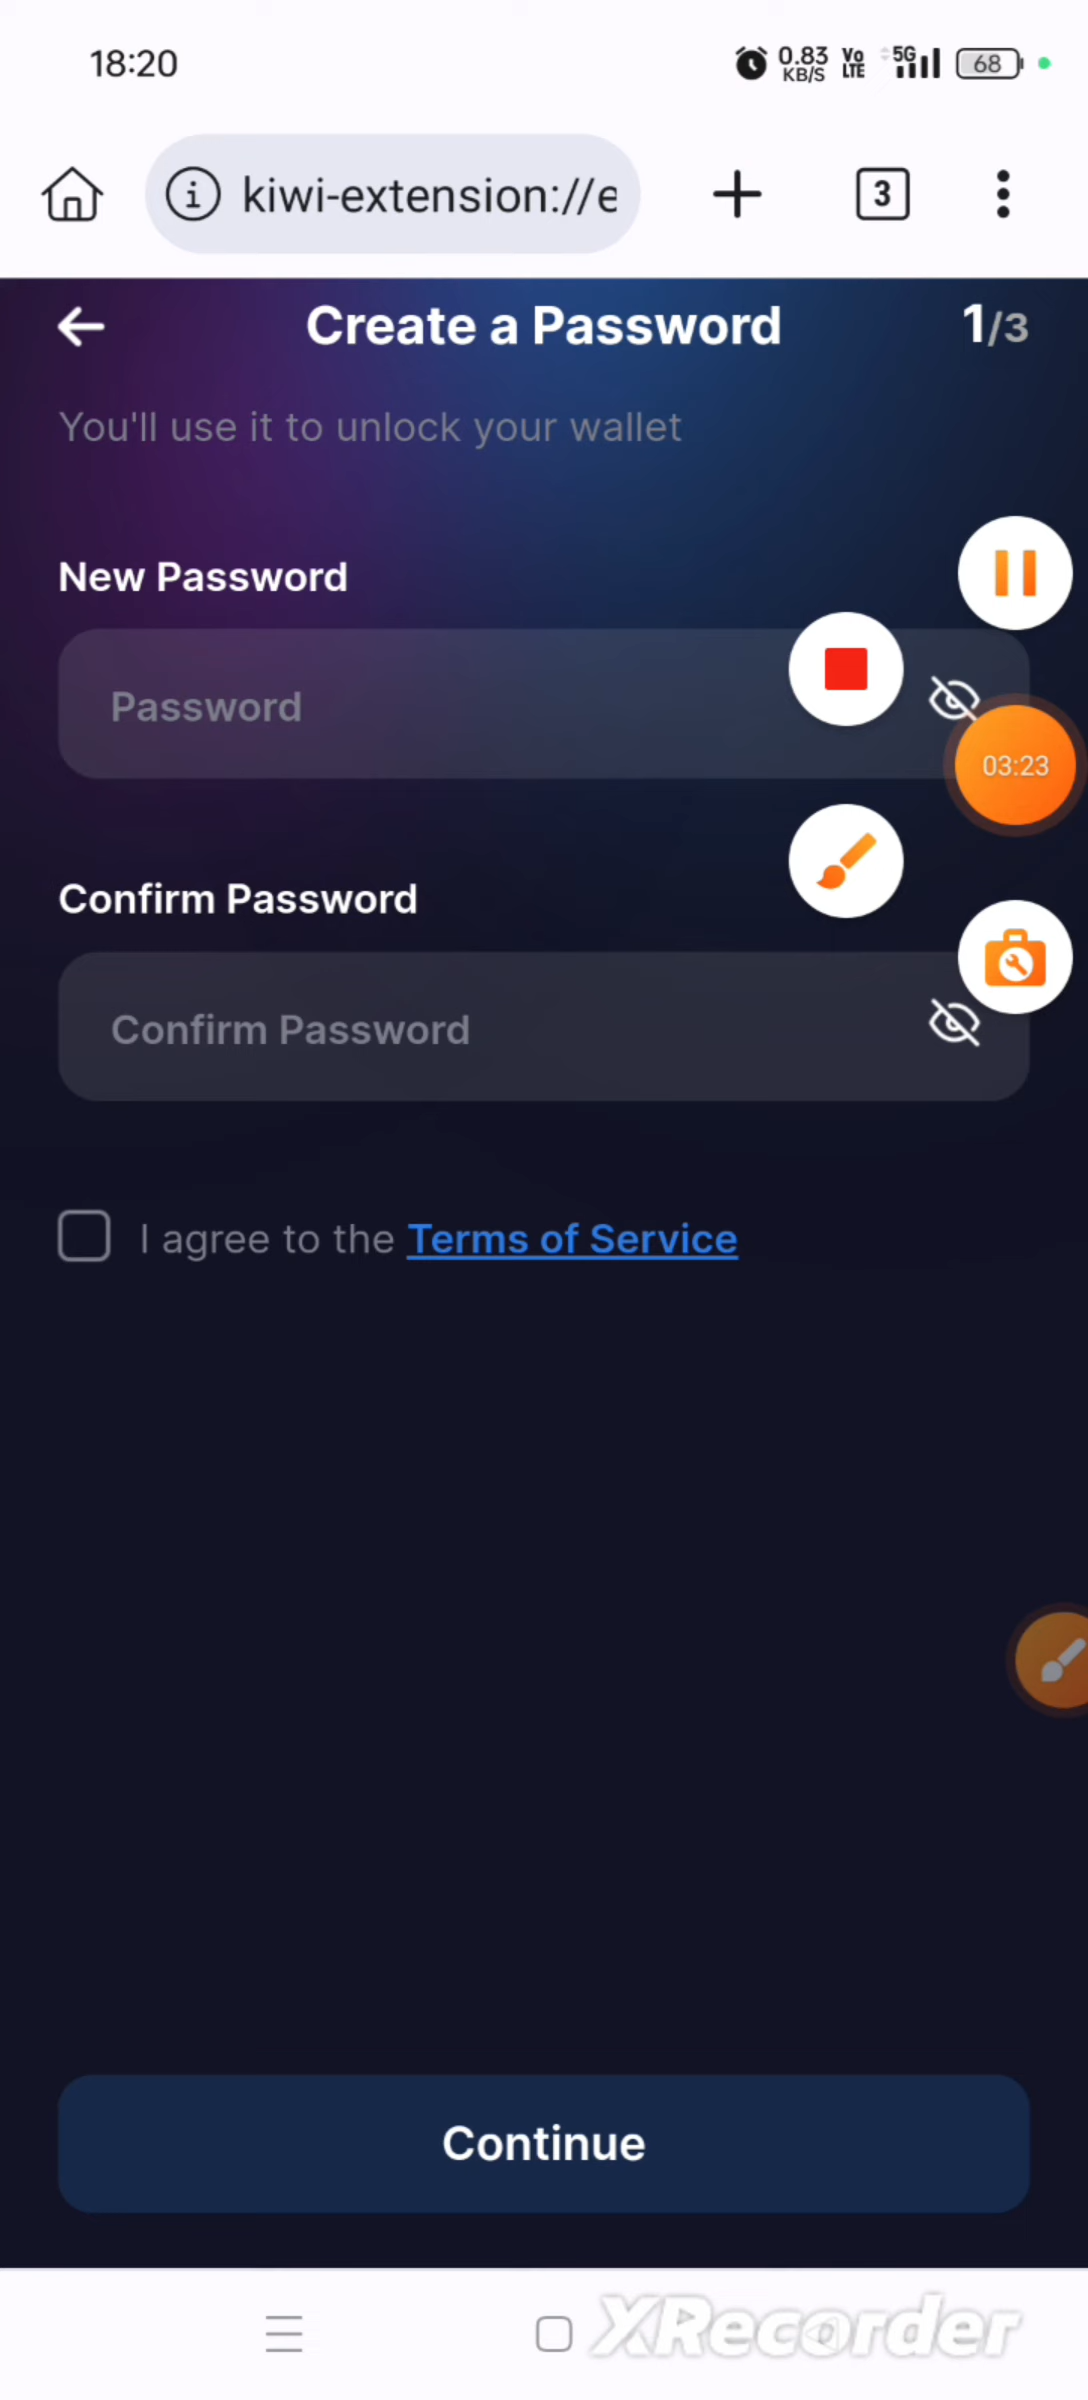 18:20
0.83
KB/S
Vo
LTE
5G
68
kiwi-extension://e
3
Create a Password
1/3
You'll use it to unlock your wallet
New Password
Password
03:23
Confirm Password
Confirm Password
I agree to the Terms of Service
Continue
XRecorder